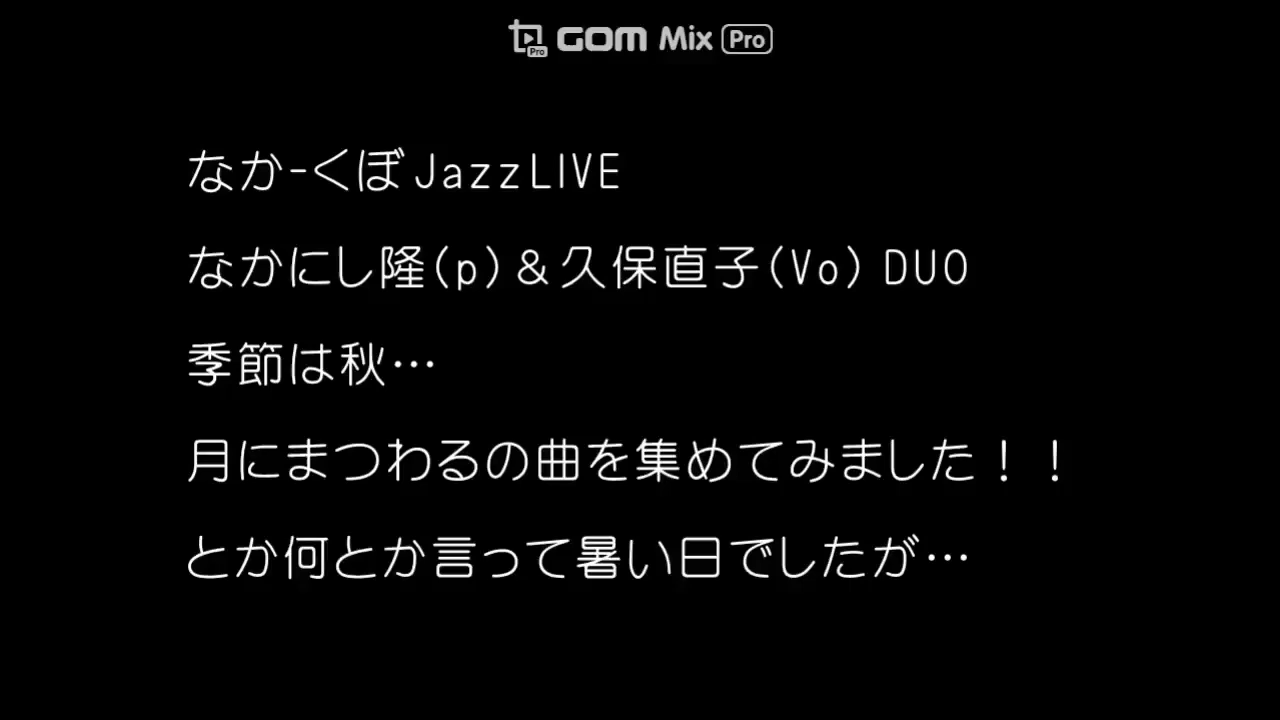 GOM Mix Pro
なか-くぼJazzLIVE
なかにし隆(p)&久保直子(Vo) DUO
季節は秋…
月にまつわるの曲を集めてみました！！
とか何とか言って暑い日でしたが…